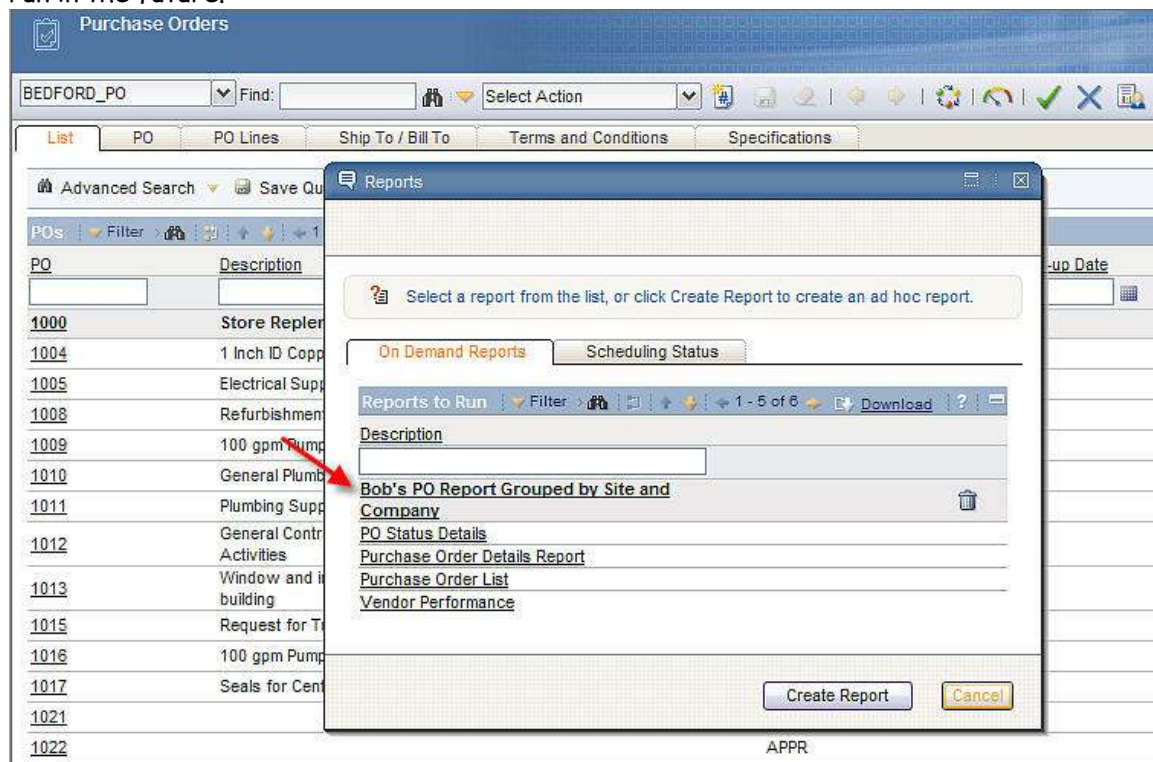 run in the future.
Purchase Orders
BEDFORD_PO Find: Select Action
List PO PO Lines Ship To / Bill To Terms and Conditions Specifications
Advanced Search Save Qu
Reports
POs Filter 1
PO Description -up Date
Select a report from the list, or click Create Report to create an ad hoc report.
1000 Store Repler
1004 1 Inch ID Copp
On Demand Reports Scheduling Status
1005 Electrical Supp
Reports to Run Filter 1 - 5 of 6 Download ?
1008 Refurbishmen
Description
1009 100 gpm Pump
1010 General Plumb
Bob's PO Report Grouped by Site and
Company
1011 Plumbing Supp
PO Status Details
1012 General Contr
Activities
Purchase Order Details Report
Purchase Order List
1013 Window and i
building
Vendor Performance
1015 Request for T
1016 100 gpm Pump
1017 Seals for Cent
Create Report Cancel
1021
1022 APPR